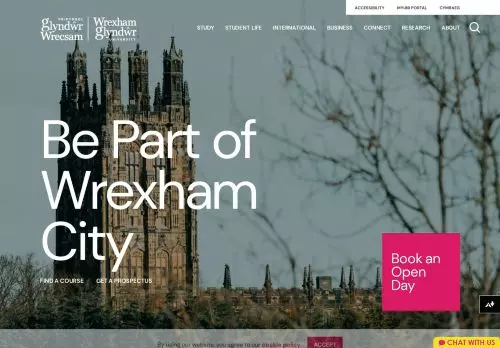 ACCESSIBILITY MYUNI PORTAL CYMRAEG
PRIFYSGOL
glyndŵr
Wrecsam
Wrexham
glyndŵr
UNIVERSITY
STUDY STUDENT LIFE INTERNATIONAL BUSINESS CONNECT RESEARCH ABOUT
Be Part of
Wrexham
City
FIND A COURSE GET A PROSPECTUS
Book an
Open
Day
By using our website, you agree to our cookie policy. ACCEPT
CHAT WITH US